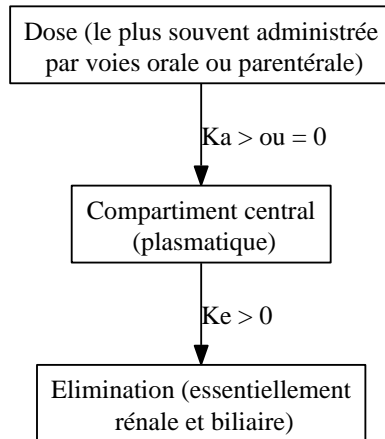 Dose (le plus souvent administrée
par voies orale ou parentérale)
Ka > ou = 0
Compartiment central
(plasmatique)
Ke > 0
Elimination (essentiellement
rénale et biliaire)